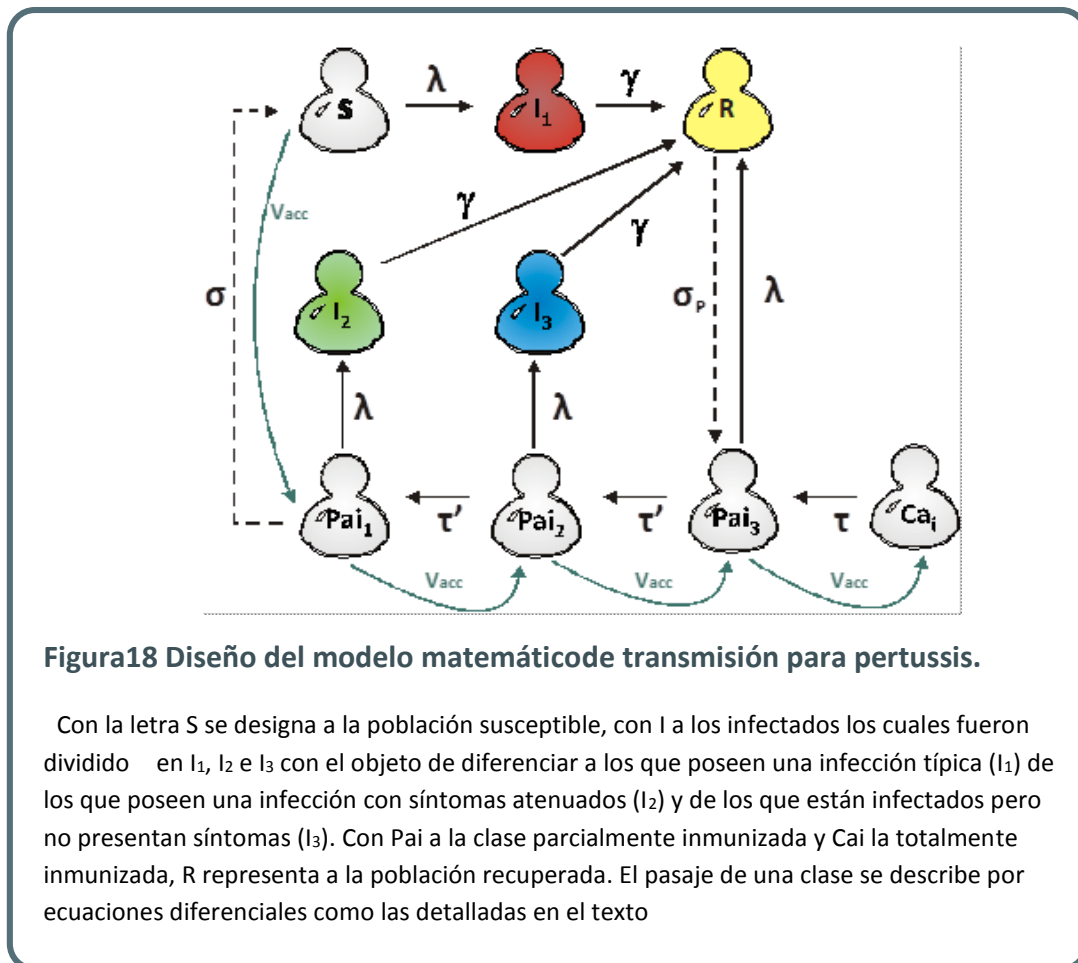 S λ I₁ γ R
Vacc
γ
γ
σ I₂ I₃ σP λ
λ λ
Pai₁ τ' Pai₂ τ' Pai₃ τ Caᵢ
Vacc Vacc Vacc
Figura18 Diseño del modelo matemáticode transmisión para pertussis.
Con la letra S se designa a la población susceptible, con I a los infectados los cuales fueron
dividido en I₁, I₂ e I₃ con el objeto de diferenciar a los que poseen una infección típica (I₁) de
los que poseen una infección con síntomas atenuados (I₂) y de los que están infectados pero
no presentan síntomas (I₃). Con Pai a la clase parcialmente inmunizada y Cai la totalmente
inmunizada, R representa a la población recuperada. El pasaje de una clase se describe por
ecuaciones diferenciales como las detalladas en el texto